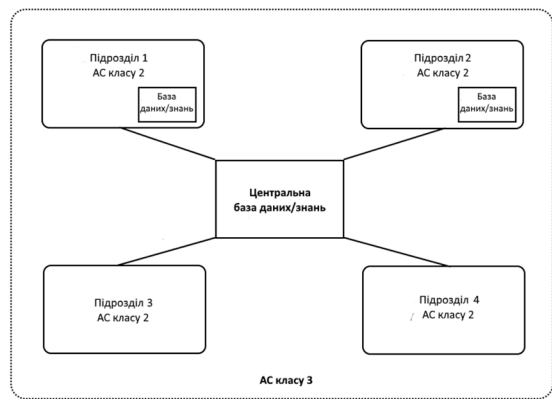 Підрозділ 1
АС класу 2
База
даних/знань
Підрозділ 2
АС класу 2
База
даних/знань
Центральна
база даних/знань
Підрозділ 3
АС класу 2
Підрозділ 4
АС класу 2
АС класу 3